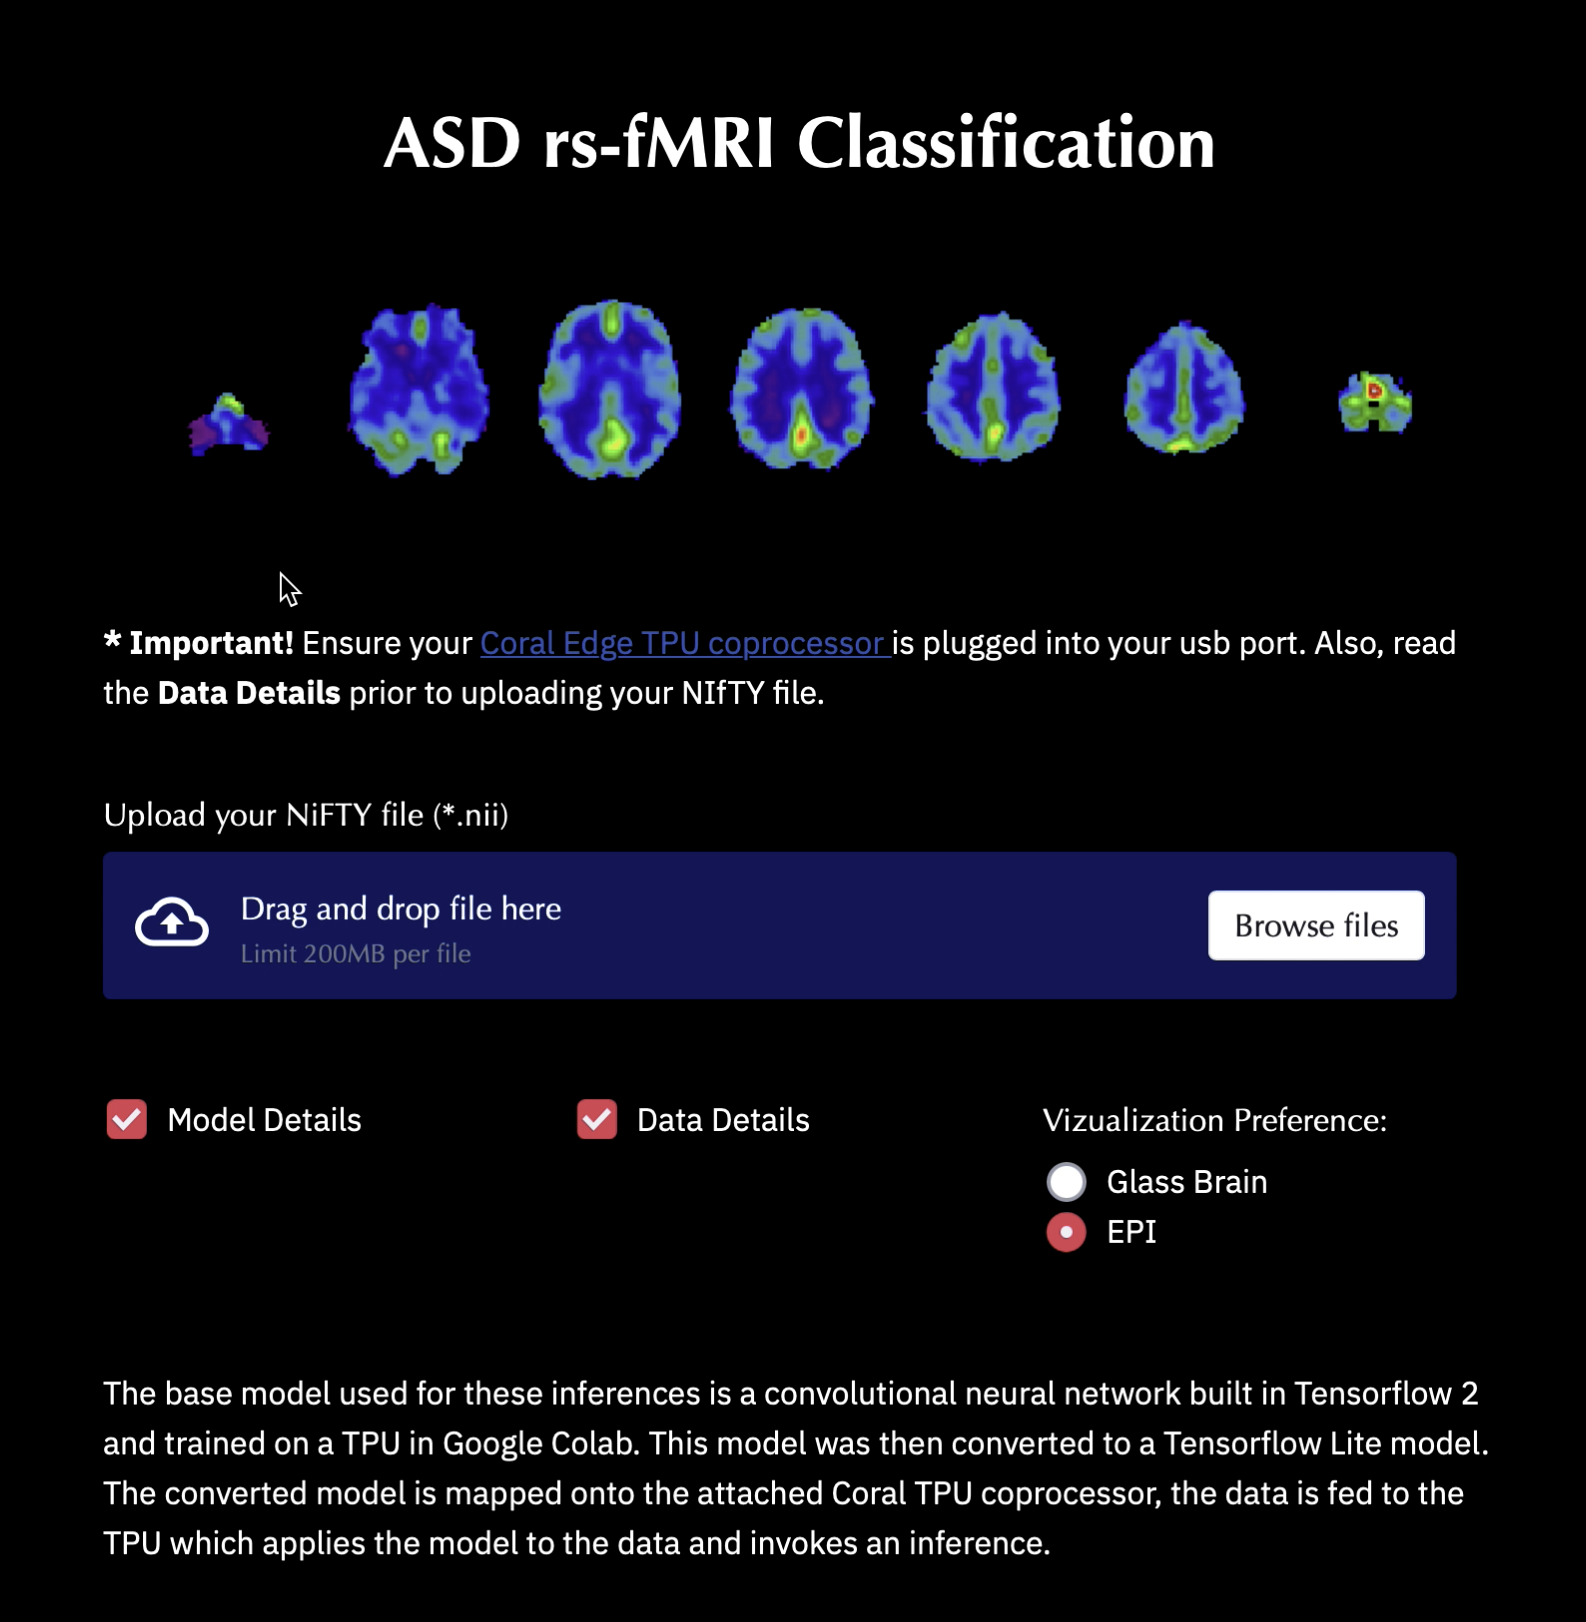 ASD rs-fMRI Classification
* Important! Ensure your Coral Edge TPU coprocessor is plugged into your usb port. Also, read
the Data Details prior to uploading your NIfTY file.
Upload your NiFTY file (*.nii)
Drag and drop file here
Limit 200MB per file
Browse files
Model Details
Data Details
Vizualization Preference:
Glass Brain
EPI
The base model used for these inferences is a convolutional neural network built in Tensorflow 2
and trained on a TPU in Google Colab. This model was then converted to a Tensorflow Lite model.
The converted model is mapped onto the attached Coral TPU coprocessor, the data is fed to the
TPU which applies the model to the data and invokes an inference.